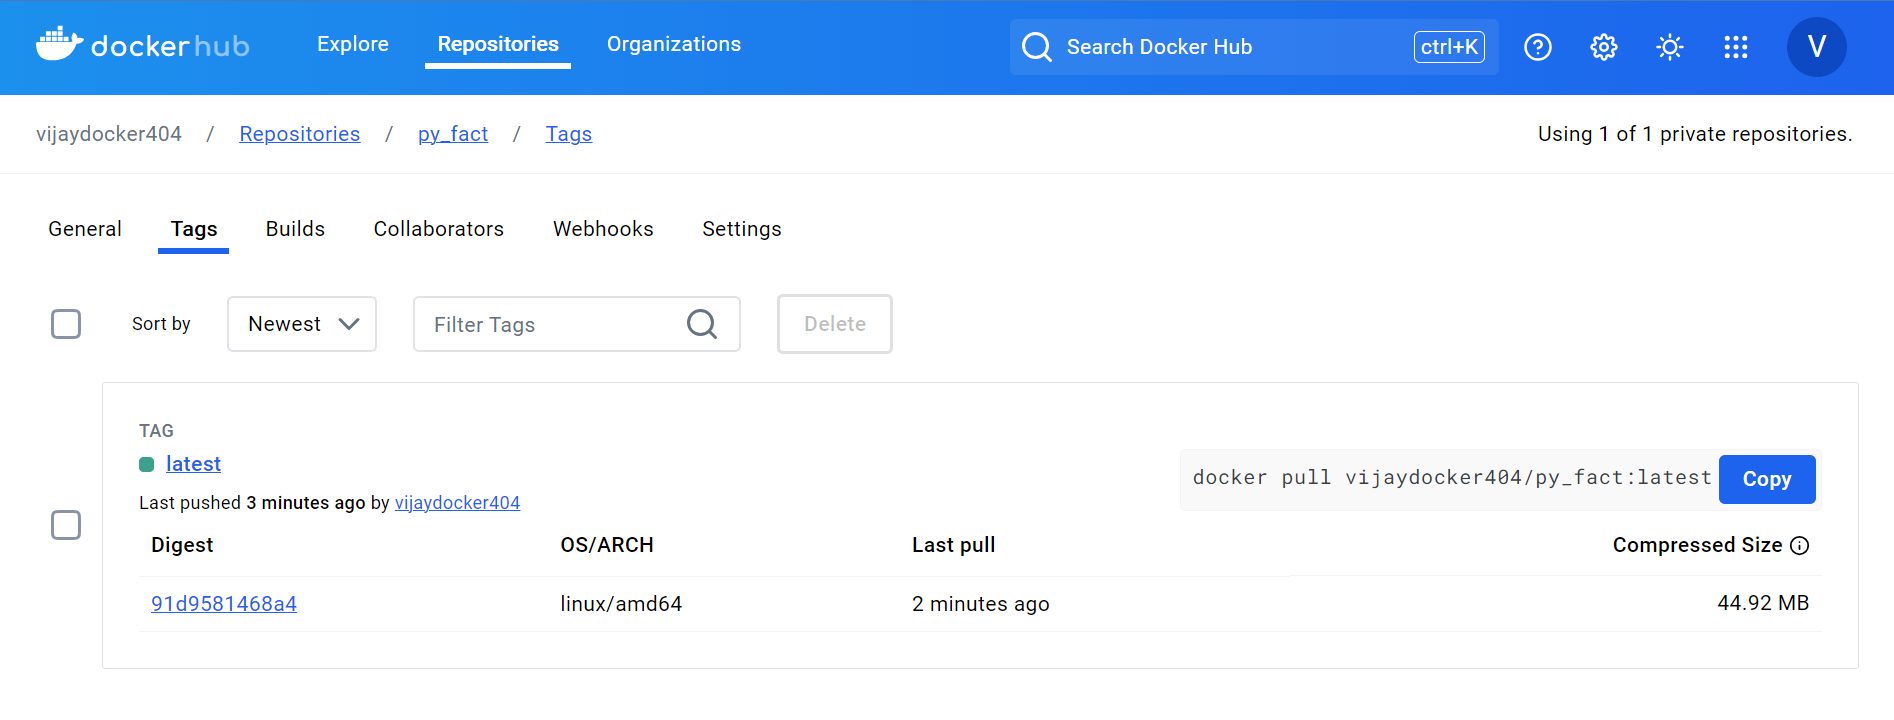 dockerhub Explore Repositories Organizations Search Docker Hub ctrl+K V
vijaydocker404 / Repositories / py_fact / Tags Using 1 of 1 private repositories.
General Tags Builds Collaborators Webhooks Settings
Sort by Newest Filter Tags Delete
TAG
latest
docker pull vijaydocker404/py_fact:latest Copy
Last pushed 3 minutes ago by vijaydocker404
Digest OS/ARCH Last pull Compressed Size
91d9581468a4 linux/amd64 2 minutes ago 44.92 MB